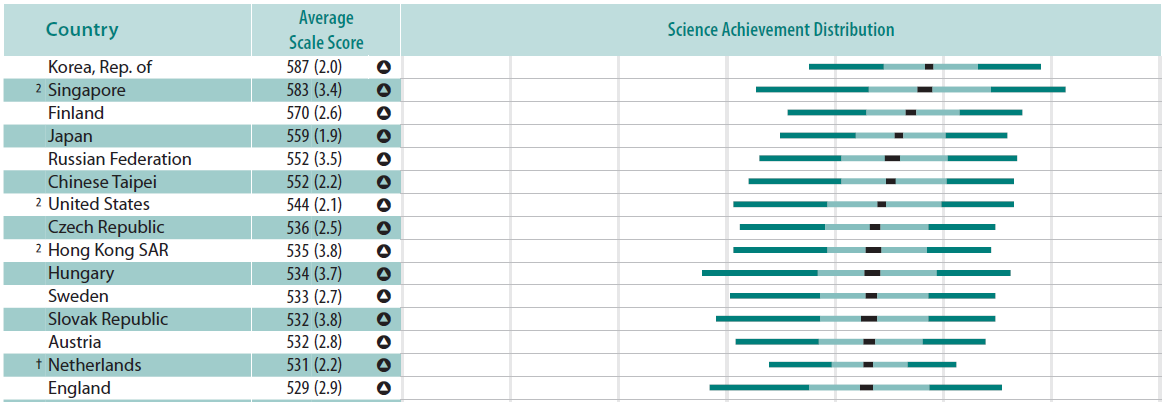 Country Average Scale Score Science Achievement Distribution
Korea, Rep. of 587 (2.0)
2 Singapore 583 (3.4)
Finland 570 (2.6)
Japan 559 (1.9)
Russian Federation 552 (3.5)
Chinese Taipei 552 (2.2)
2 United States 544 (2.1)
Czech Republic 536 (2.5)
2 Hong Kong SAR 535 (3.8)
Hungary 534 (3.7)
Sweden 533 (2.7)
Slovak Republic 532 (3.8)
Austria 532 (2.8)
† Netherlands 531 (2.2)
England 529 (2.9)